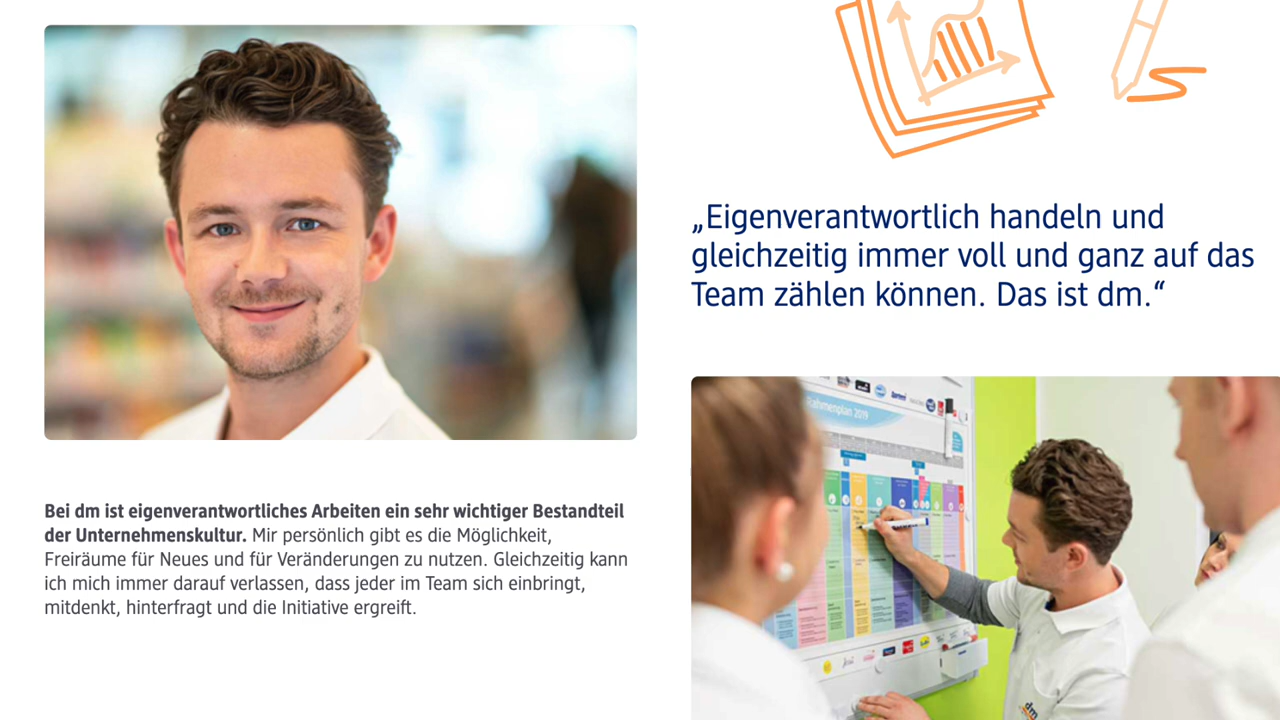 „Eigenverantwortlich handeln und
gleichzeitig immer voll und ganz auf das
Team zählen können. Das ist dm.“
Bei dm ist eigenverantwortliches Arbeiten ein sehr wichtiger Bestandteil
der Unternehmenskultur. Mir persönlich gibt es die Möglichkeit,
Freiräume für Neues und für Veränderungen zu nutzen. Gleichzeitig kann
ich mich immer darauf verlassen, dass jeder im Team sich einbringt,
mitdenkt, hinterfragt und die Initiative ergreift.
Rahmenplan 2019
dm